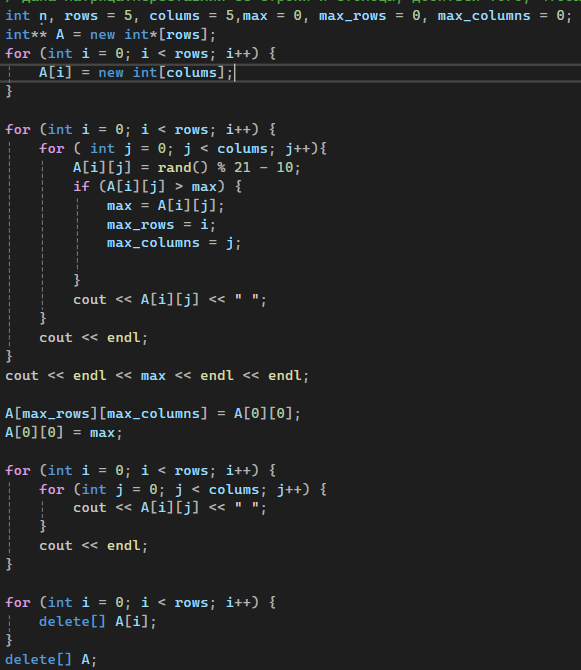 int n, rows = 5, colums = 5,max = 0, max_rows = 0, max_columns = 0;
int** A = new int*[rows];
for (int i = 0; i < rows; i++) {
    A[i] = new int[colums];
}

for (int i = 0; i < rows; i++) {
    for ( int j = 0; j < colums; j++){
        A[i][j] = rand() % 21 - 10;
        if (A[i][j] > max) {
            max = A[i][j];
            max_rows = i;
            max_columns = j;

        }
        cout << A[i][j] << " ";
    }
    cout << endl;
}
cout << endl << max << endl << endl;

A[max_rows][max_columns] = A[0][0];
A[0][0] = max;

for (int i = 0; i < rows; i++) {
    for (int j = 0; j < colums; j++) {
        cout << A[i][j] << " ";
    }
    cout << endl;
}

for (int i = 0; i < rows; i++) {
    delete[] A[i];
}
delete[] A;